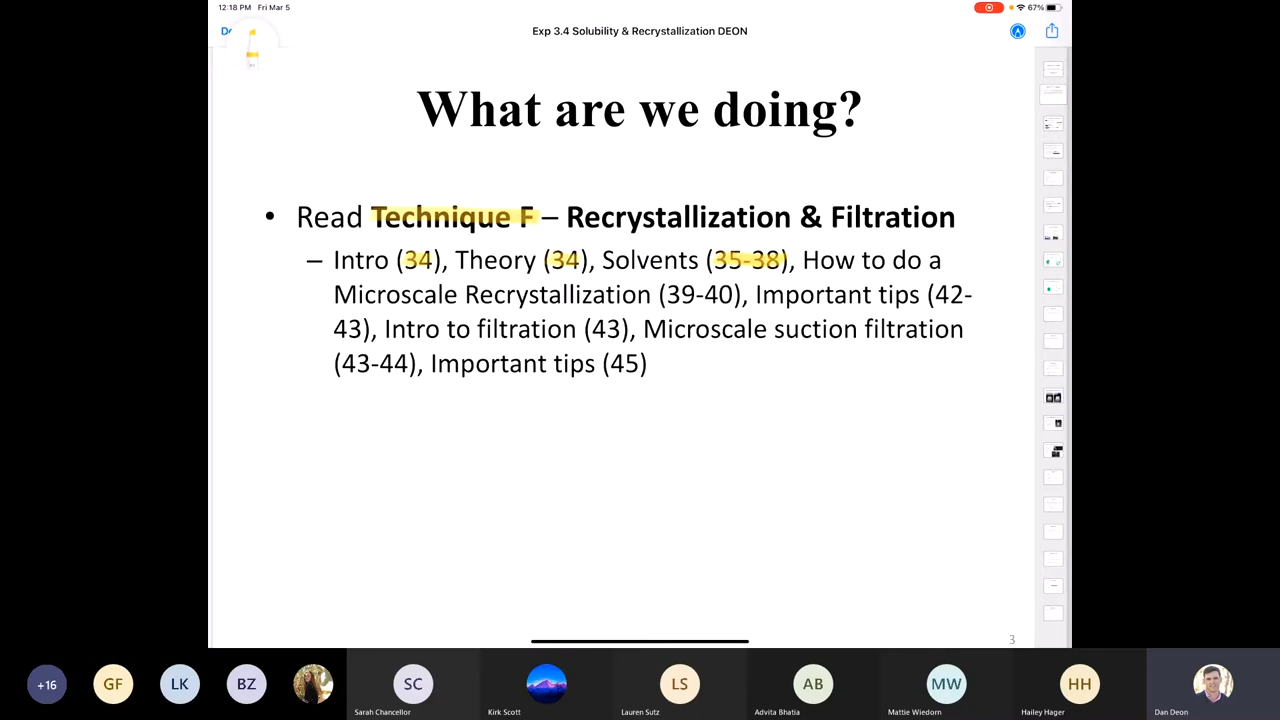 12:18 PM Fri Mar 5
67%
Exp 3.4 Solubility & Recrystallization DEON
What are we doing?
• Read Technique F – Recrystallization & Filtration
– Intro (34), Theory (34), Solvents (35-38), How to do a
Microscale Recrystallization (39-40), Important tips (42-
43), Intro to filtration (43), Microscale suction filtration
(43-44), Important tips (45)
3
+16
GF
LK
BZ
SC
LS
AB
MW
HH
Sarah Chancellor
Kirk Scott
Lauren Sutz
Advita Bhatia
Mattie Wiedorn
Hailey Hager
Dan Deon